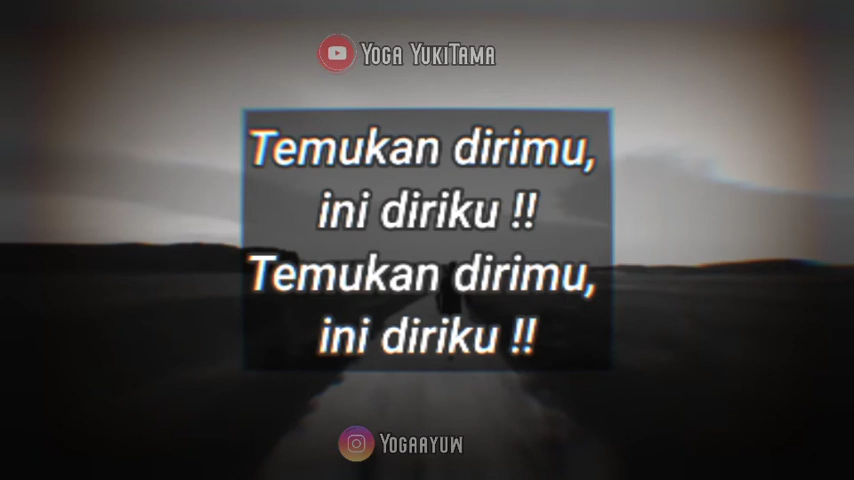 Yoga YukiTama
Temukan dirimu,
ini diriku !!
Temukan dirimu,
ini diriku !!
Yogaayuw